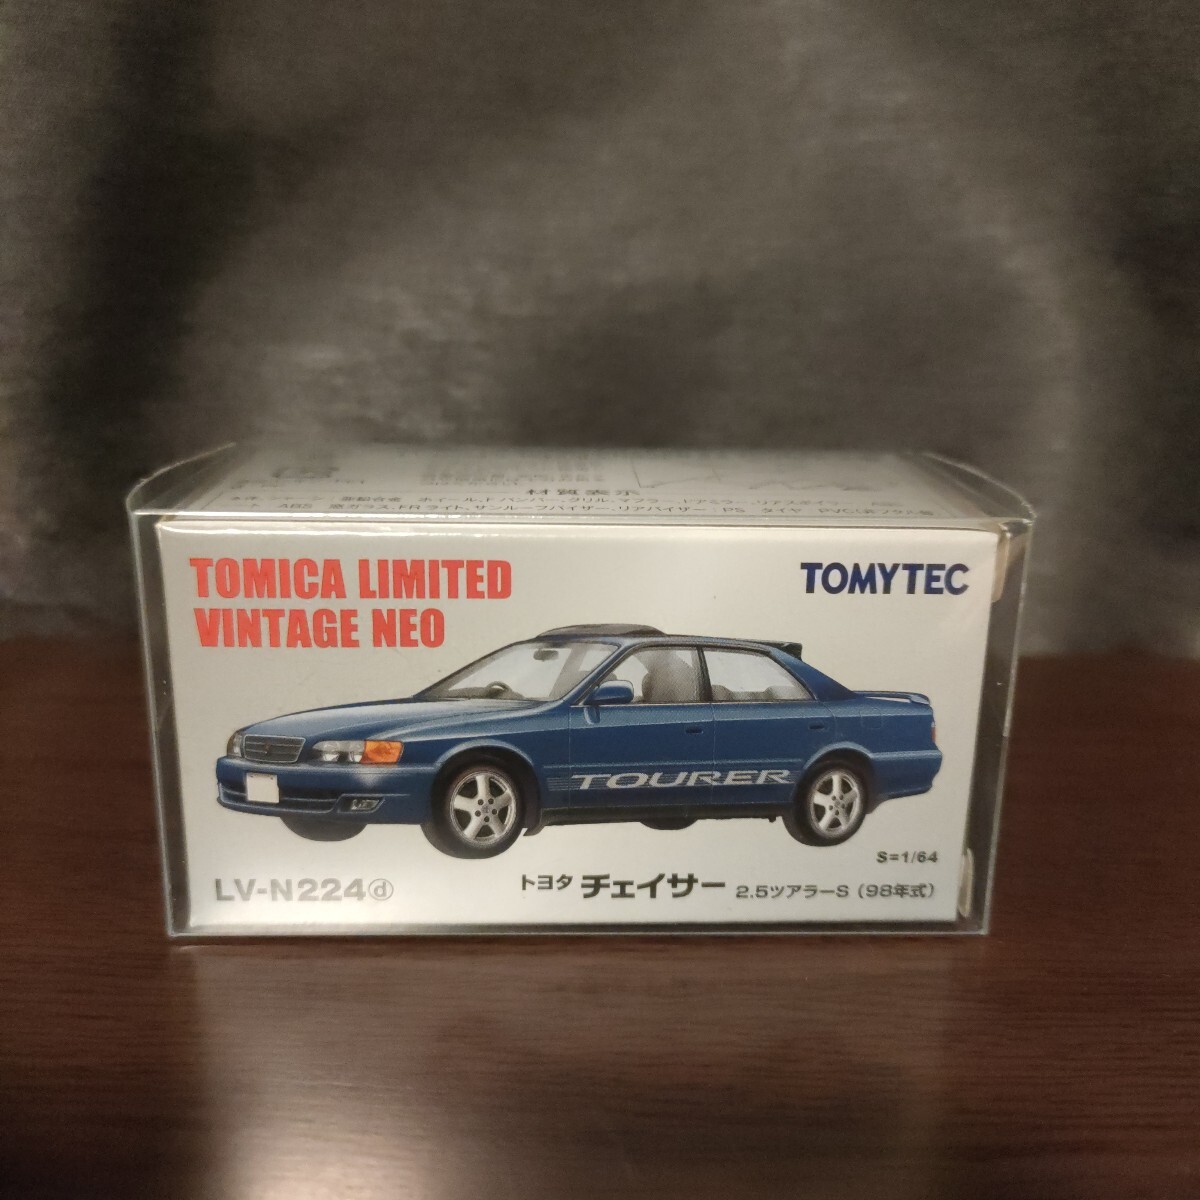 材質表示
TOMICA LIMITED
VINTAGE NEO
TOMYTEC
TOURER
S=1/64
LV-N224ⓓ
トヨタ チェイサー 2.5ツアラーS (98年式)